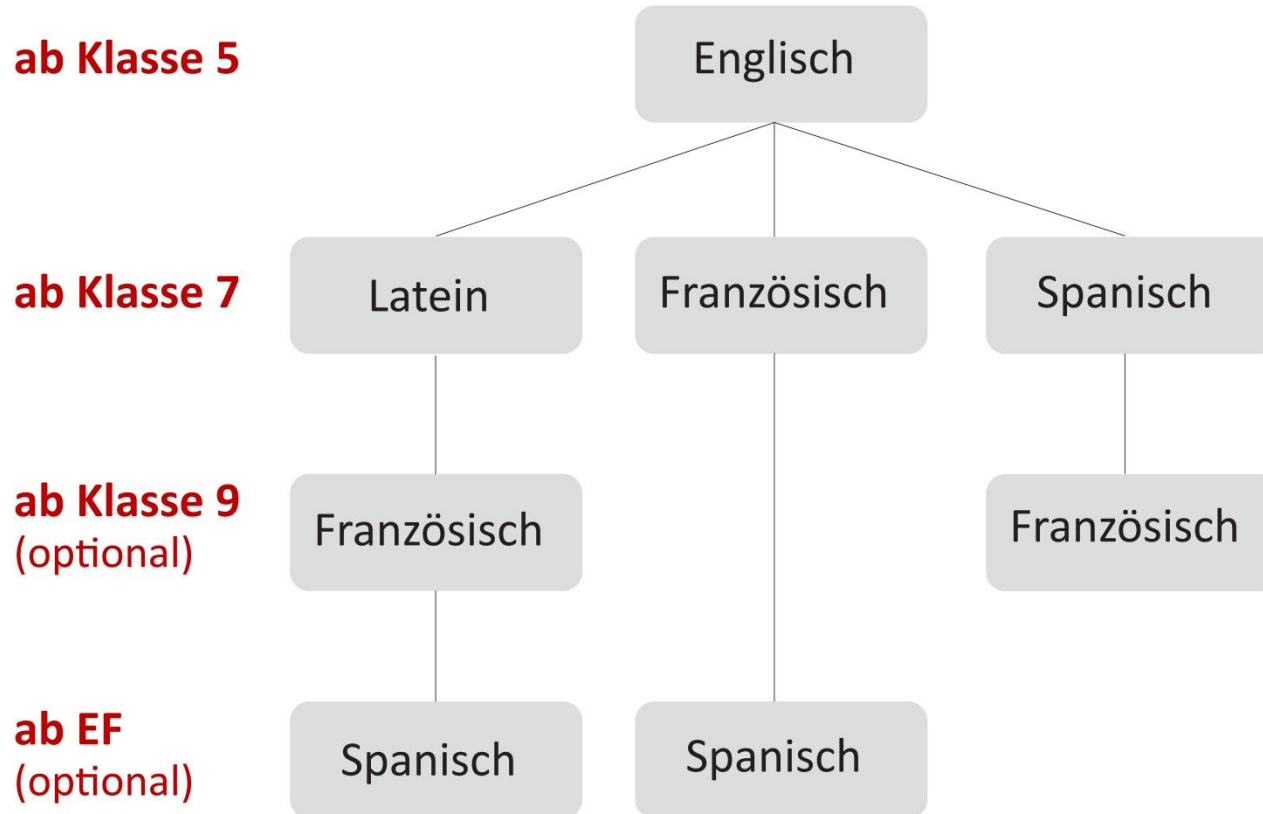 ab Klasse 5
Englisch
ab Klasse 7
Latein
Französisch
Spanisch
ab Klasse 9
(optional)
Französisch
Französisch
ab EF
(optional)
Spanisch
Spanisch